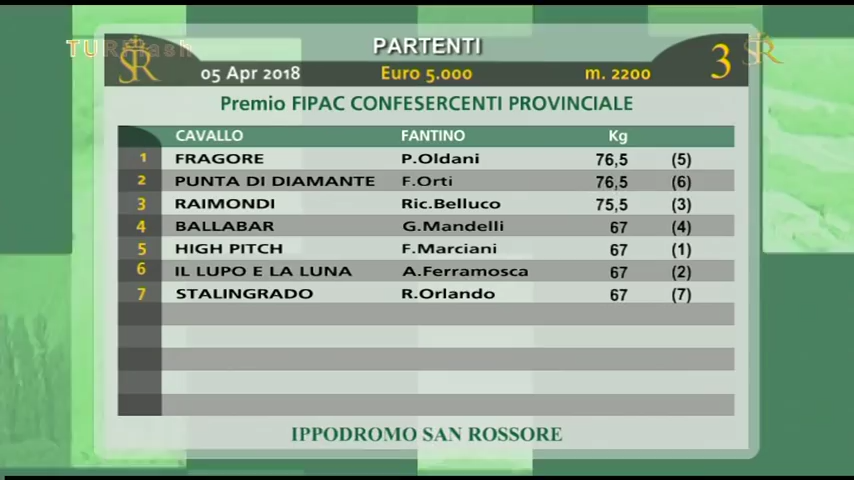 TURflash
PARTENTI
SR
05 Apr 2018 Euro 5.000 m. 2200 3 SR
Premio FIPAC CONFESERCENTI PROVINCIALE
CAVALLO FANTINO Kg
1 FRAGORE P.Oldani 76,5 (5)
2 PUNTA DI DIAMANTE F.Orti 76,5 (6)
3 RAIMONDI Ric.Belluco 75,5 (3)
4 BALLABAR G.Mandelli 67 (4)
5 HIGH PITCH F.Marciani 67 (1)
6 IL LUPO E LA LUNA A.Ferramosca 67 (2)
7 STALINGRADO R.Orlando 67 (7)
IPPODROMO SAN ROSSORE